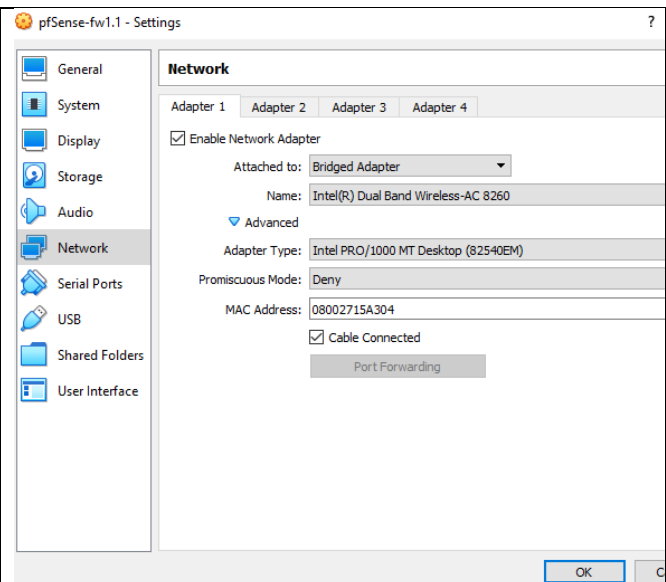 pfSense-fw1.1 - Settings ?
General
System
Display
Storage
Audio
Network
Serial Ports
USB
Shared Folders
User Interface
Network
Adapter 1 Adapter 2 Adapter 3 Adapter 4
Enable Network Adapter
Attached to: Bridged Adapter
Name: Intel(R) Dual Band Wireless-AC 8260
Advanced
Adapter Type: Intel PRO/1000 MT Desktop (82540EM)
Promiscuous Mode: Deny
MAC Address: 08002715A304
Cable Connected
Port Forwarding
OK